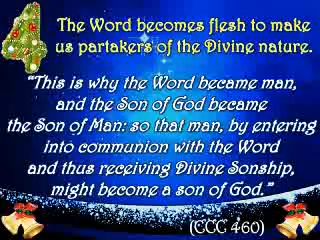 4
The Word becomes flesh to make
us partakers of the Divine nature.
“This is why the Word became man,
and the Son of God became
the Son of Man: so that man, by entering
into communion with the Word
and thus receiving Divine Sonship,
might become a son of God.”
(CCC 460)